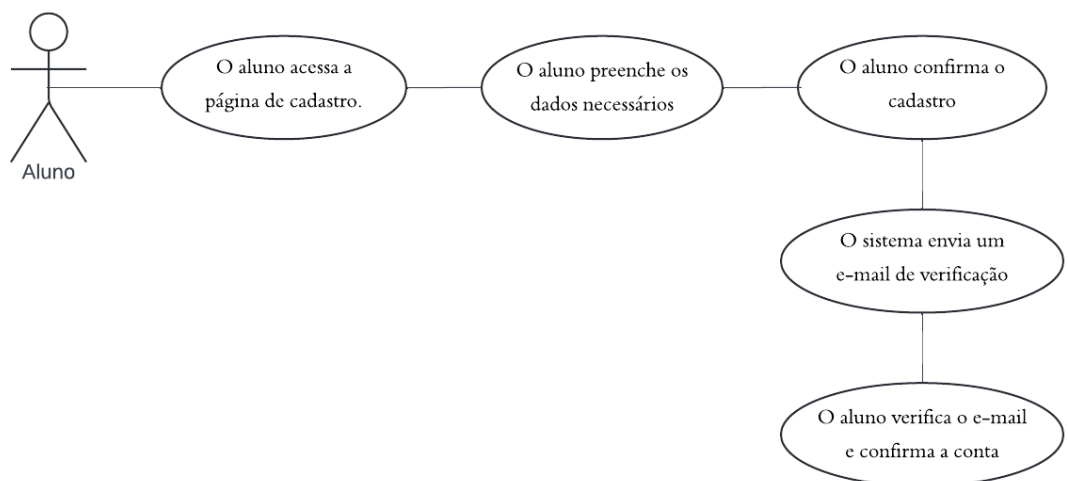 Aluno
O aluno acessa a
página de cadastro.
O aluno preenche os
dados necessários
O aluno confirma o
cadastro
O sistema envia um
e-mail de verificação
O aluno verifica o e-mail
e confirma a conta